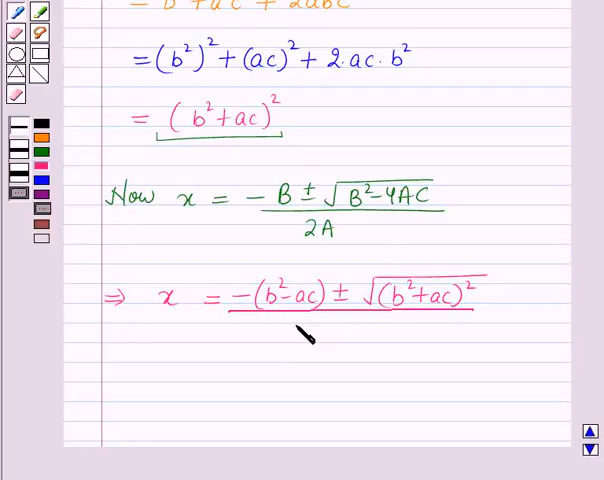 = (b²)² + (ac)² + 2·ac·b²
= (b²+ac)²
Now x = -B ± √B²-4AC
2A
⇒ x = -(b²-ac) ± √(b²+ac)²